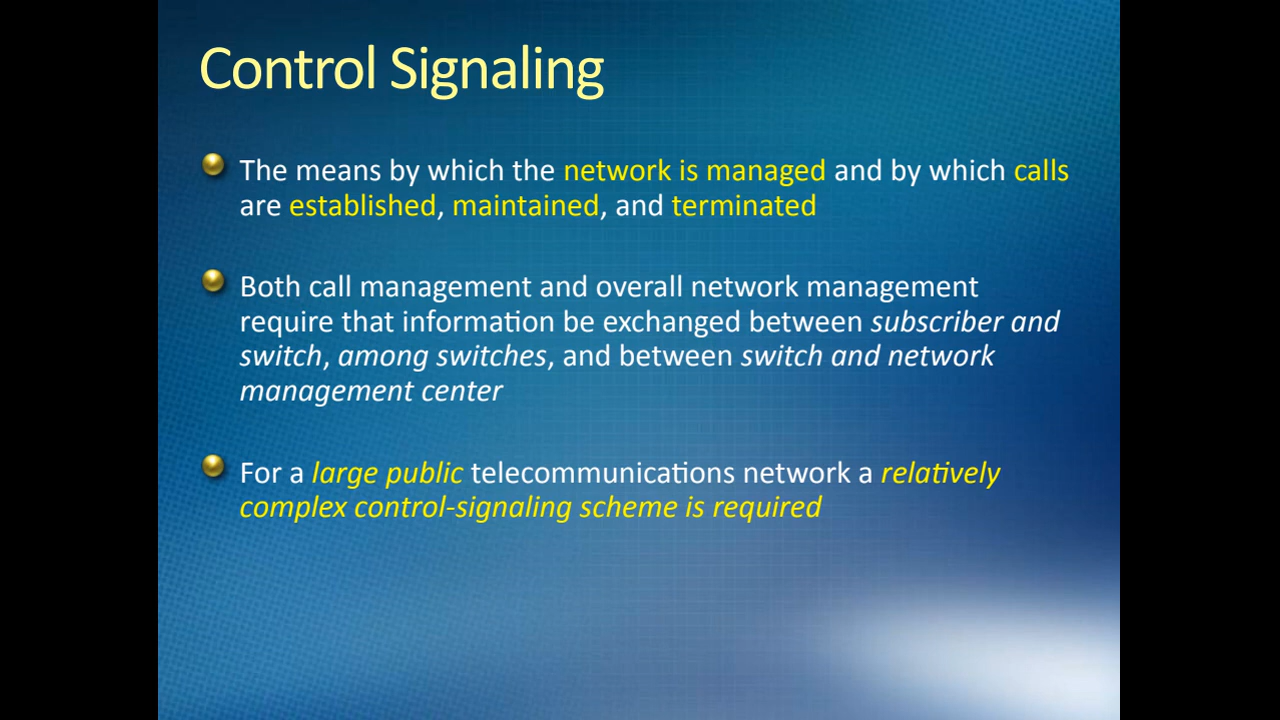 Control Signaling
The means by which the network is managed and by which calls
are established, maintained, and terminated
Both call management and overall network management
require that information be exchanged between subscriber and
switch, among switches, and between switch and network
management center
For a large public telecommunications network a relatively
complex control-signaling scheme is required